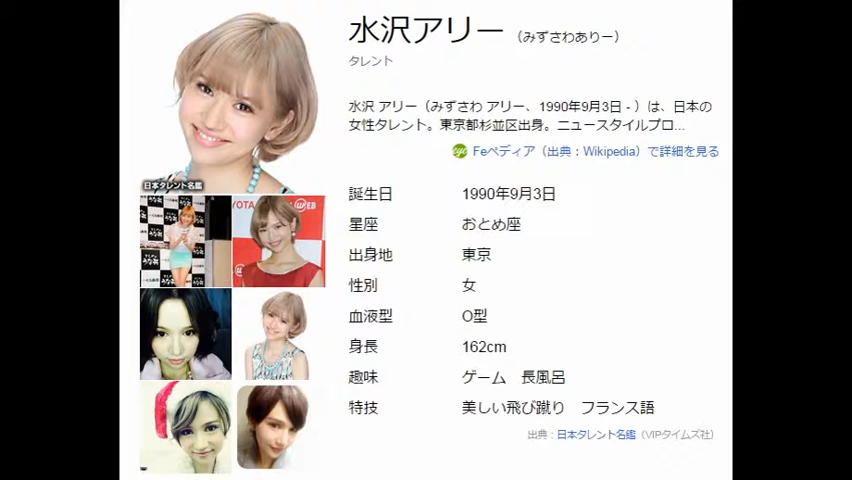 水沢アリー （みずさわありー）
タレント
水沢 アリー（みずさわ アリー、1990年9月3日 - ）は、日本の
女性タレント。東京都杉並区出身。ニュースタイルプロ...
Feペディア（出典：Wikipedia）で詳細を見る
日本タレント名鑑
誕生日 1990年9月3日
星座 おとめ座
出身地 東京
性別 女
血液型 O型
身長 162cm
趣味 ゲーム 長風呂
特技 美しい飛び蹴り フランス語
出典：日本タレント名鑑（VIPタイムズ社）